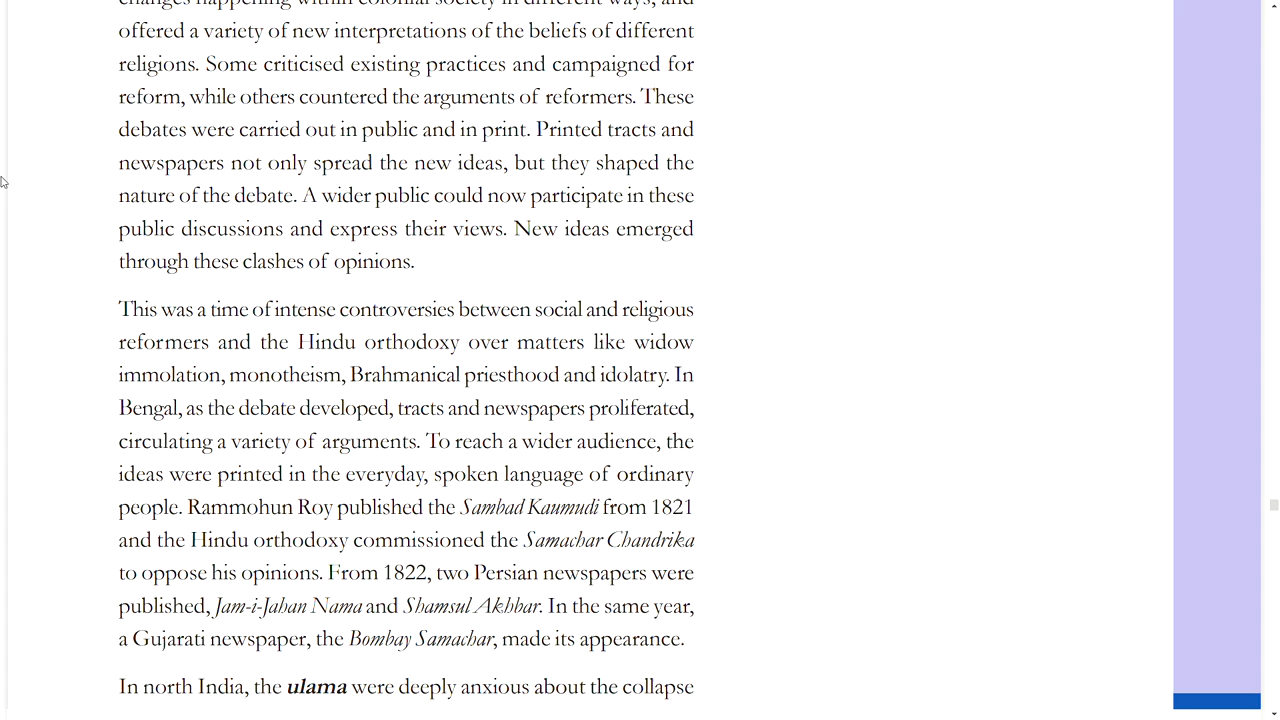 changes happening within colonial society in different ways, and
offered a variety of new interpretations of the beliefs of different
religions. Some criticised existing practices and campaigned for
reform, while others countered the arguments of reformers. These
debates were carried out in public and in print. Printed tracts and
newspapers not only spread the new ideas, but they shaped the
nature of the debate. A wider public could now participate in these
public discussions and express their views. New ideas emerged
through these clashes of opinions.
This was a time of intense controversies between social and religious
reformers and the Hindu orthodoxy over matters like widow
immolation, monotheism, Brahmanical priesthood and idolatry. In
Bengal, as the debate developed, tracts and newspapers proliferated,
circulating a variety of arguments. To reach a wider audience, the
ideas were printed in the everyday, spoken language of ordinary
people. Rammohun Roy published the Sambad Kaumudi from 1821
and the Hindu orthodoxy commissioned the Samachar Chandrika
to oppose his opinions. From 1822, two Persian newspapers were
published, Jam-i-Jahan Nama and Shamsul Akhbar. In the same year,
a Gujarati newspaper, the Bombay Samachar, made its appearance.
In north India, the ulama were deeply anxious about the collapse